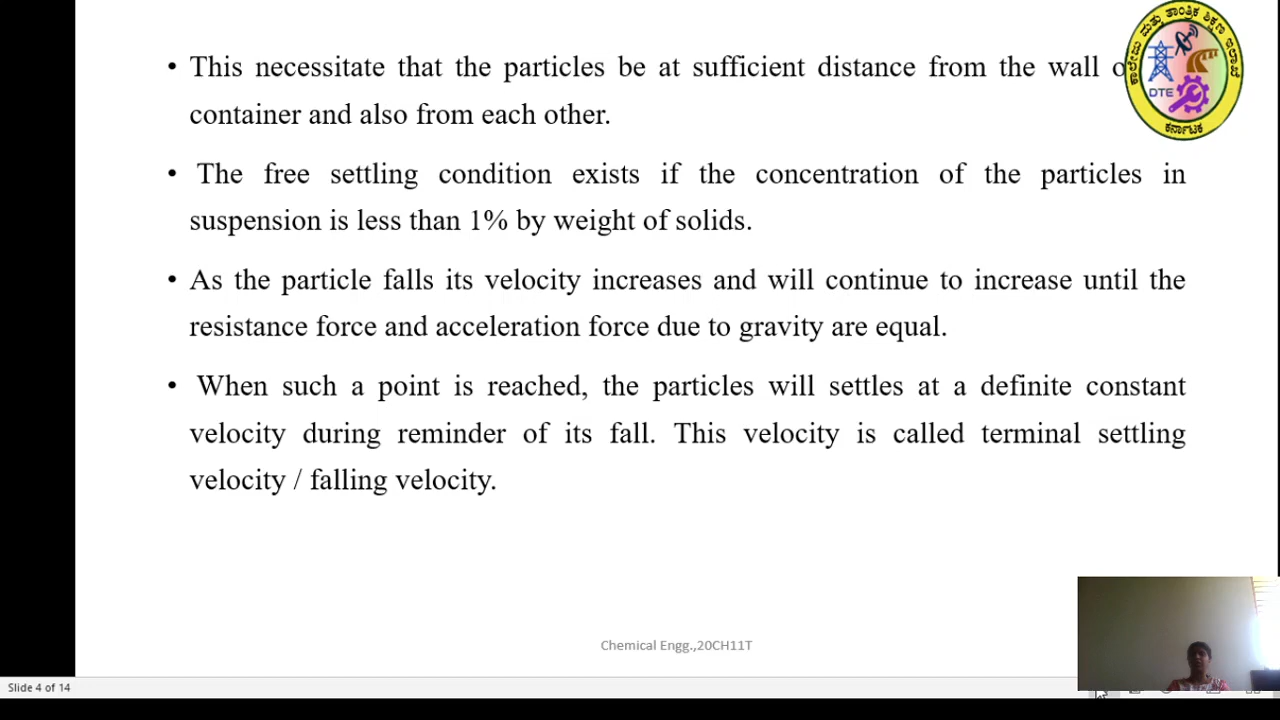 • This necessitate that the particles be at sufficient distance from the wall
container and also from each other.
• The free settling condition exists if the concentration of the particles in
suspension is less than 1% by weight of solids.
• As the particle falls its velocity increases and will continue to increase until the
resistance force and acceleration force due to gravity are equal.
• When such a point is reached, the particles will settles at a definite constant
velocity during reminder of its fall. This velocity is called terminal settling
velocity / falling velocity.
ಕಾಲೇಜು ಮತ್ತು ತಾಂತ್ರಿಕ ಶಿಕ್ಷಣ ಇಲಾಖೆ
DTE
ಕರ್ನಾಟಕ
Chemical Engg.,20CH11T
Slide 4 of 14